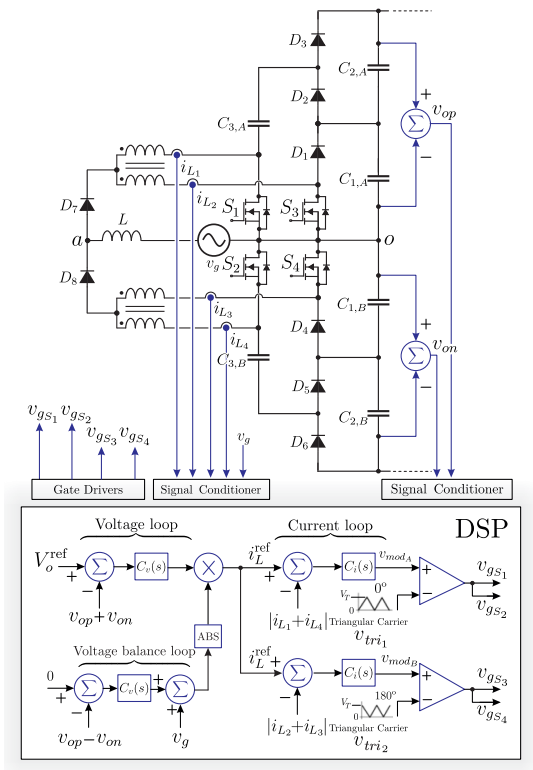 D3
C2,A
D2
vop
C3,A
D1
C1,A
iL1
iL2
D7
S1
S3
a
L
o
vg
S2
S4
D8
iL3
C1,B
D4
iL4
von
C3,B
D5
C2,B
vgS1
vgS2
vgS3
vgS4
vg
D6
Gate Drivers
Signal Conditioner
Signal Conditioner
DSP
Voltage loop
Current loop
Vo^ref
+
−
Σ
Cv(s)
×
iL^ref
+
−
Σ
Ci(s)
vmodA
+
−
vgS1
vgS2
vop+von
|iL1+iL4|
VT
0
0°
Triangular Carrier
vtri1
ABS
Voltage balance loop
0
+
−
Σ
Cv(s)
+
+
Σ
vop−von
vg
iL^ref
+
−
Σ
Ci(s)
vmodB
+
−
vgS3
vgS4
|iL2+iL3|
VT
0
180°
Triangular Carrier
vtri2